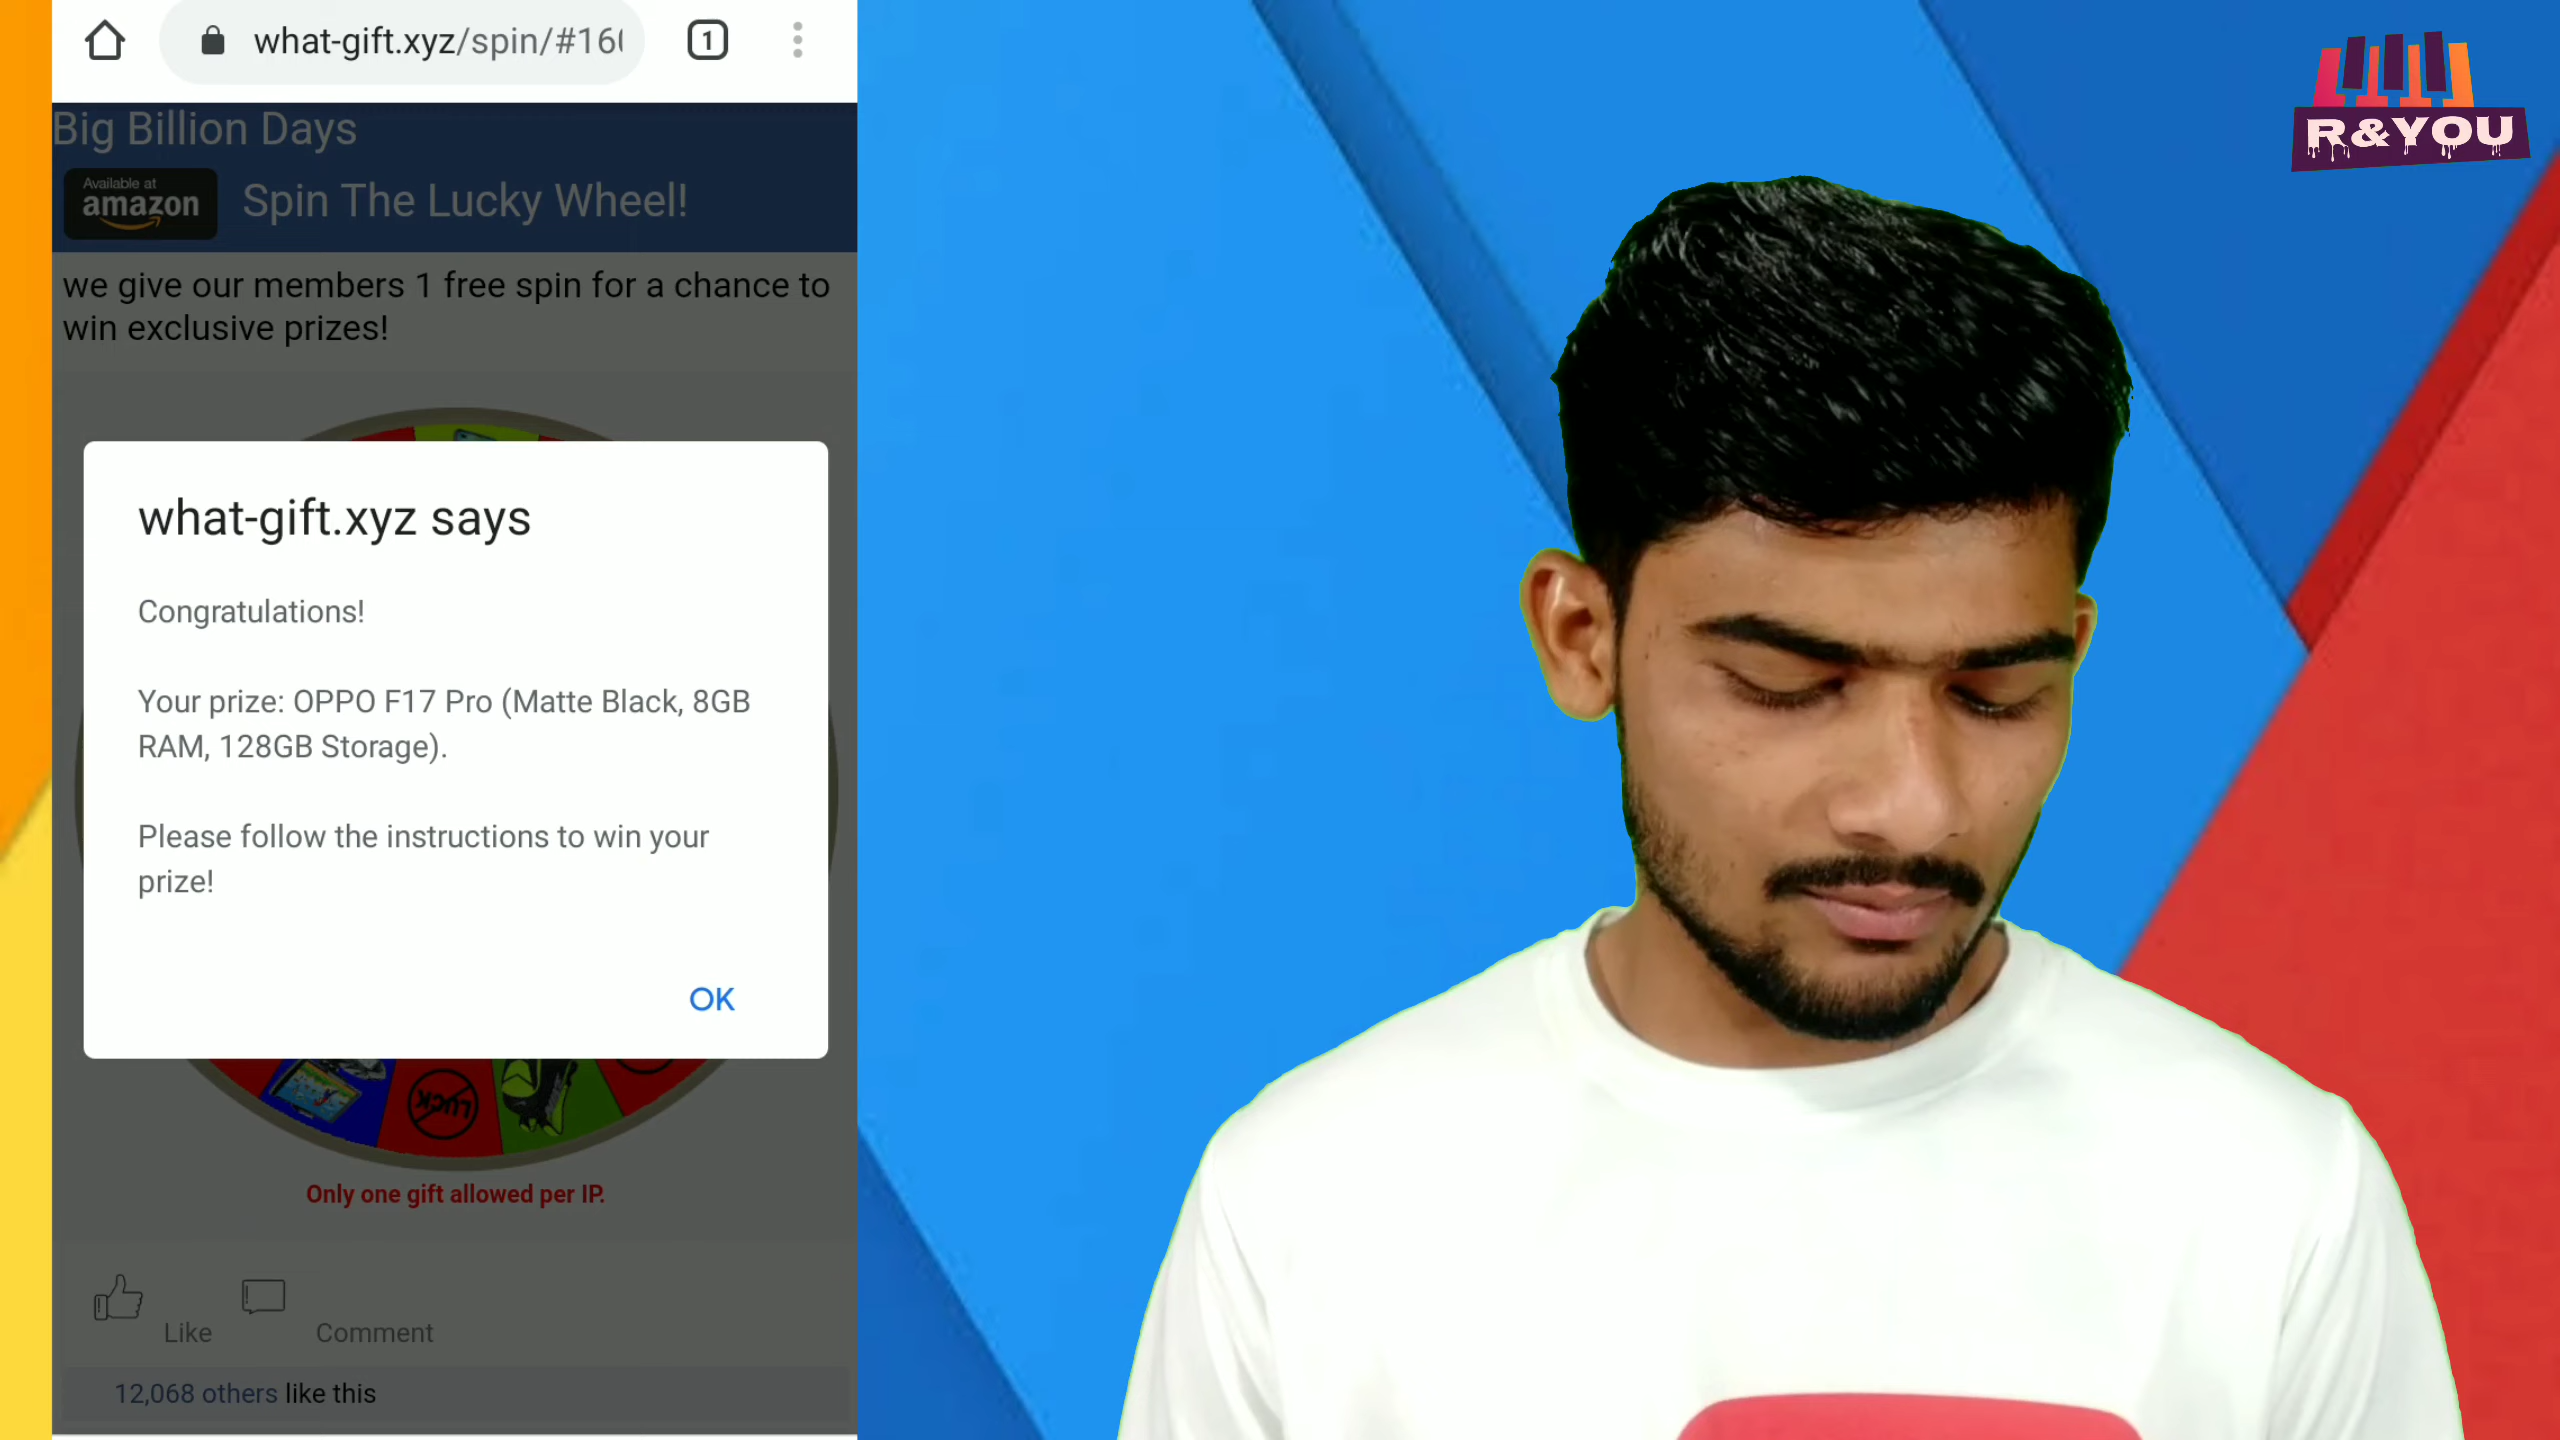 what-gift.xyz/spin/#160
1
Big Billion Days
Available at
amazon
Spin The Lucky Wheel!
we give our members 1 free spin for a chance to
win exclusive prizes!
what-gift.xyz says
Congratulations!
Your prize: OPPO F17 Pro (Matte Black, 8GB
RAM, 128GB Storage).
Please follow the instructions to win your
prize!
OK
LUCK
Only one gift allowed per IP.
Like
Comment
12,068 others like this
R&YOU